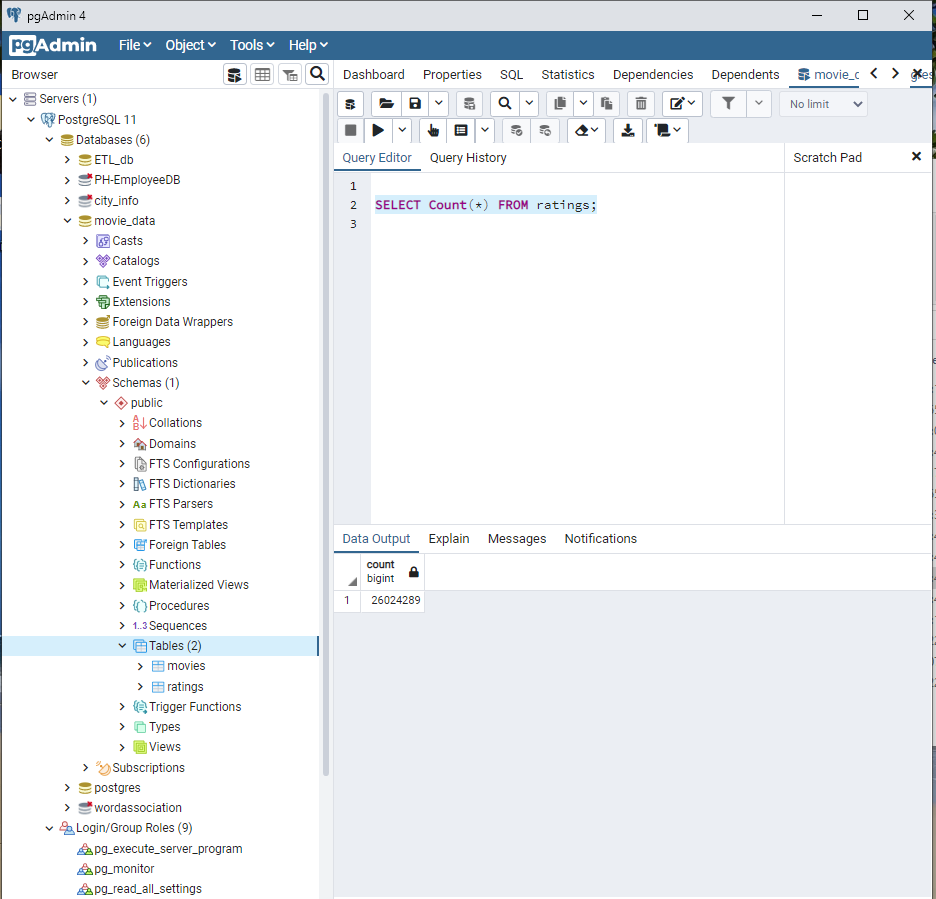 pgAdmin 4
pgAdmin
File Object Tools Help
Browser
Dashboard Properties SQL Statistics Dependencies Dependents movie_c
No limit
Query Editor Query History
Scratch Pad
1
2 SELECT Count(*) FROM ratings;
3
Data Output Explain Messages Notifications
count
bigint
1 26024289
Servers (1)
PostgreSQL 11
Databases (6)
ETL_db
PH-EmployeeDB
city_info
movie_data
Casts
Catalogs
Event Triggers
Extensions
Foreign Data Wrappers
Languages
Publications
Schemas (1)
public
Collations
Domains
FTS Configurations
FTS Dictionaries
Aa FTS Parsers
FTS Templates
Foreign Tables
Functions
Materialized Views
Procedures
1..3 Sequences
Tables (2)
movies
ratings
Trigger Functions
Types
Views
Subscriptions
postgres
wordassociation
Login/Group Roles (9)
pg_execute_server_program
pg_monitor
pg_read_all_settings